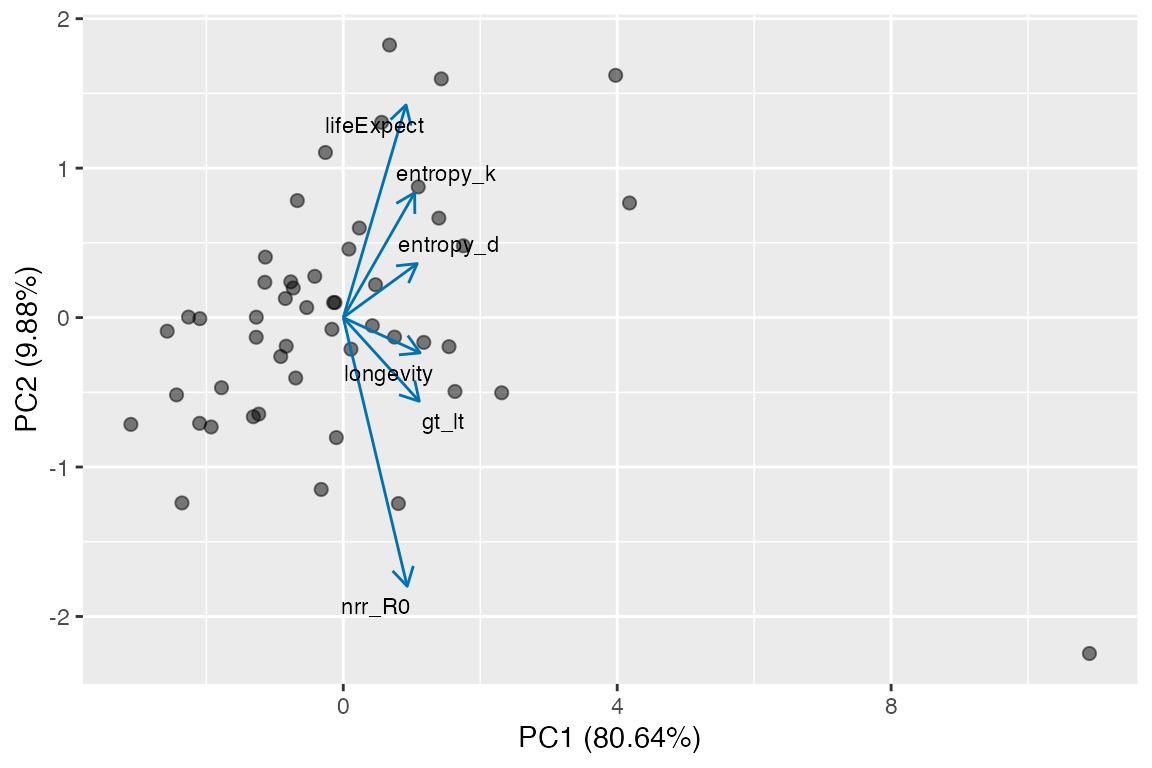 2
1
0
-1
-2
PC2 (9.88%)
lifeExpect
entropy_k
entropy_d
longevity
gt_lt
nrr_R0
0
4
8
PC1 (80.64%)